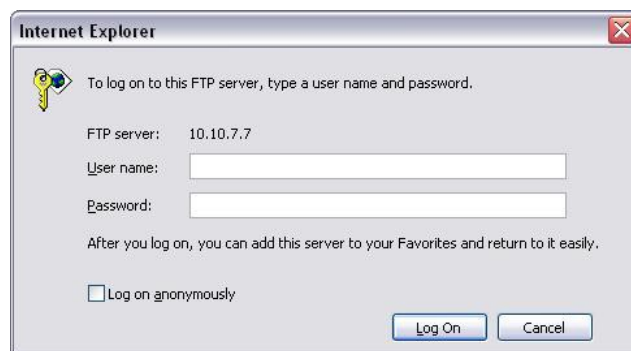 Internet Explorer
To log on to this FTP server, type a user name and password.
FTP server: 10.10.7.7
User name:
Password:
After you log on, you can add this server to your Favorites and return to it easily.
Log on anonymously
Log On Cancel